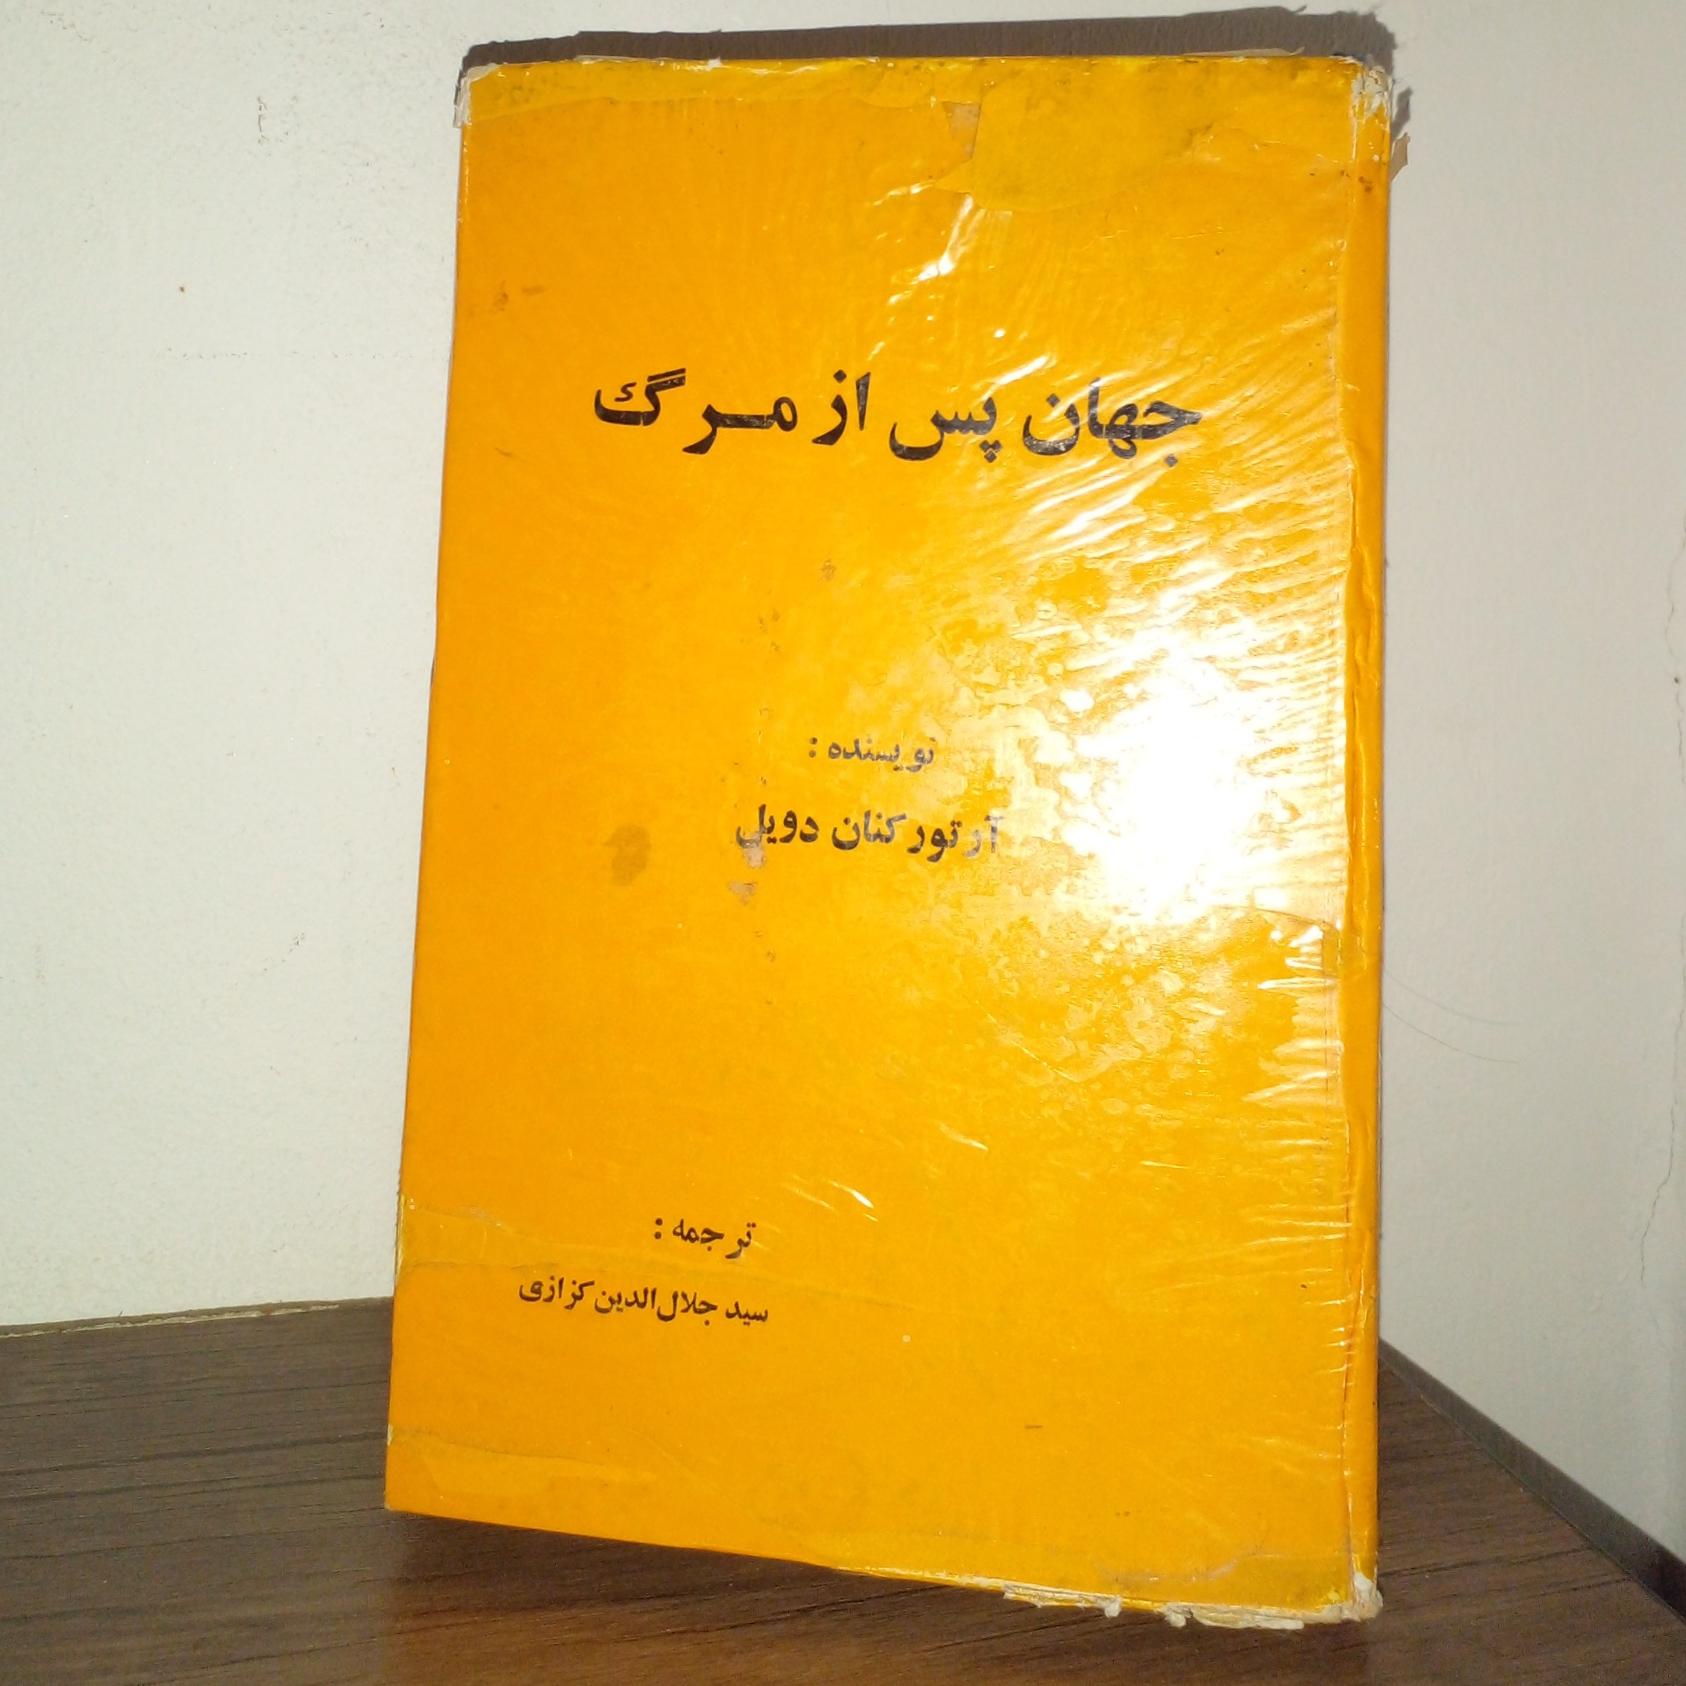 جهان پس از مرگ
نویسنده :
آرتور کنان دویل
ترجمه :
سید جلال‌الدین کزازی